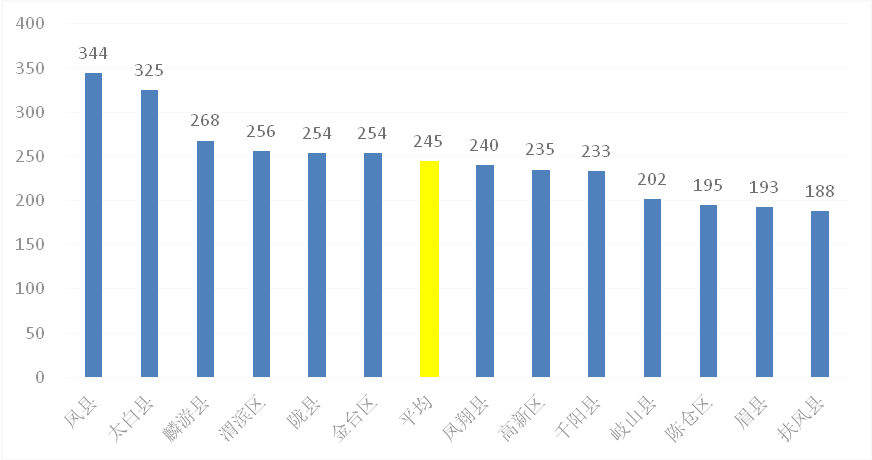 400
350
300
250
200
150
100
50
0
344
325
268
256
254
254
245
240
235
233
202
195
193
188
凤县
太白县
麟游县
渭滨区
陇县
金台区
平均
凤翔县
高新区
千阳县
岐山县
陈仓区
眉县
扶风县